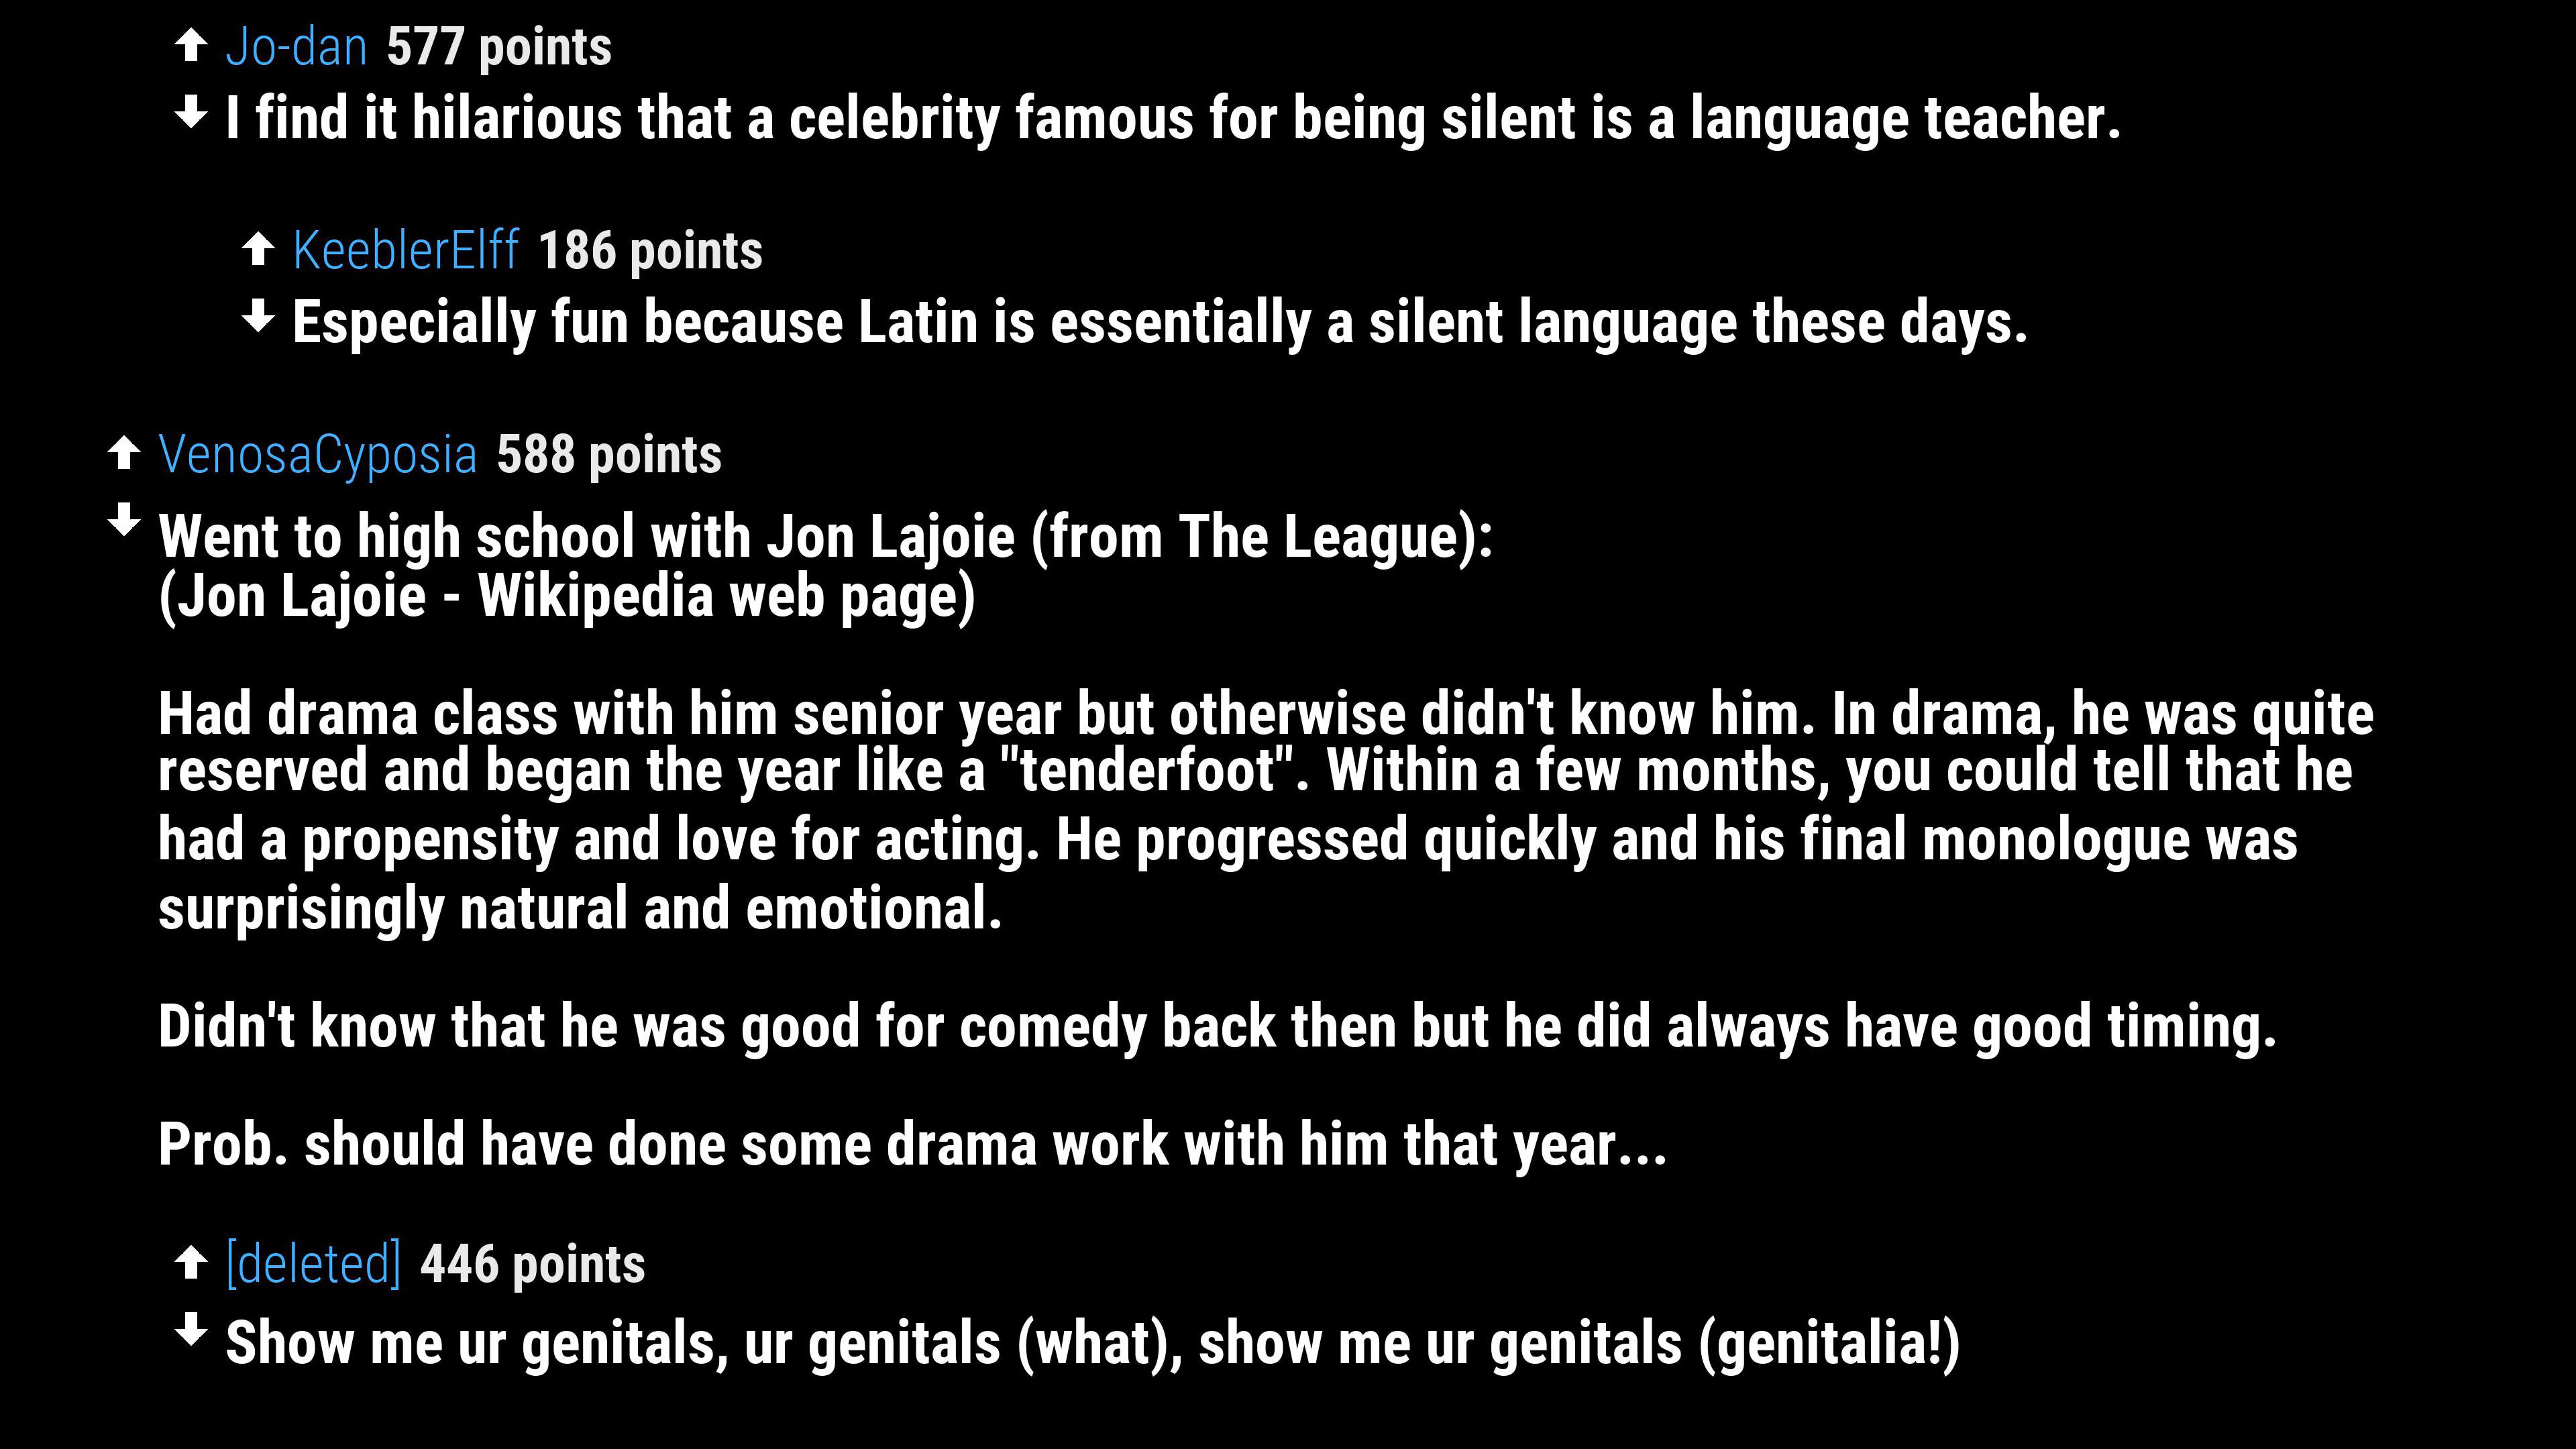 Jo-dan 577 points
I find it hilarious that a celebrity famous for being silent is a language teacher.
KeeblerElff 186 points
Especially fun because Latin is essentially a silent language these days.
VenosaCyposia 588 points
Went to high school with Jon Lajoie (from The League):
(Jon Lajoie - Wikipedia web page)
Had drama class with him senior year but otherwise didn't know him. In drama, he was quite
reserved and began the year like a "tenderfoot". Within a few months, you could tell that he
had a propensity and love for acting. He progressed quickly and his final monologue was
surprisingly natural and emotional.
Didn't know that he was good for comedy back then but he did always have good timing.
Prob. should have done some drama work with him that year...
[deleted] 446 points
Show me ur genitals, ur genitals (what), show me ur genitals (genitalia!)